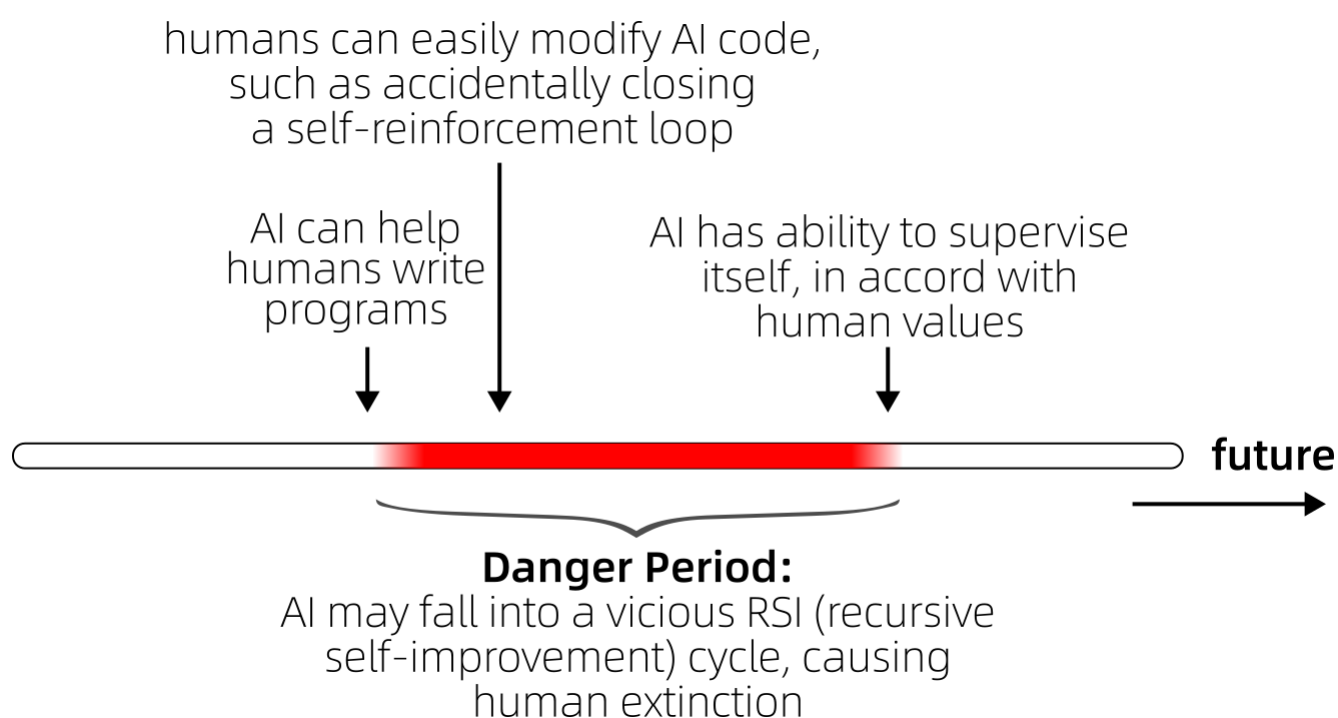 humans can easily modify AI code,
such as accidentally closing
a self-reinforcement loop
AI can help
humans write
programs
AI has ability to supervise
itself, in accord with
human values
future
Danger Period:
AI may fall into a vicious RSI (recursive
self-improvement) cycle, causing
human extinction